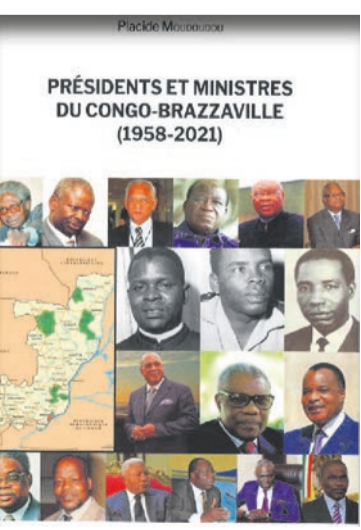 Placide Moudoudou
PRÉSIDENTS ET MINISTRES
DU CONGO-BRAZZAVILLE
(1958-2021)